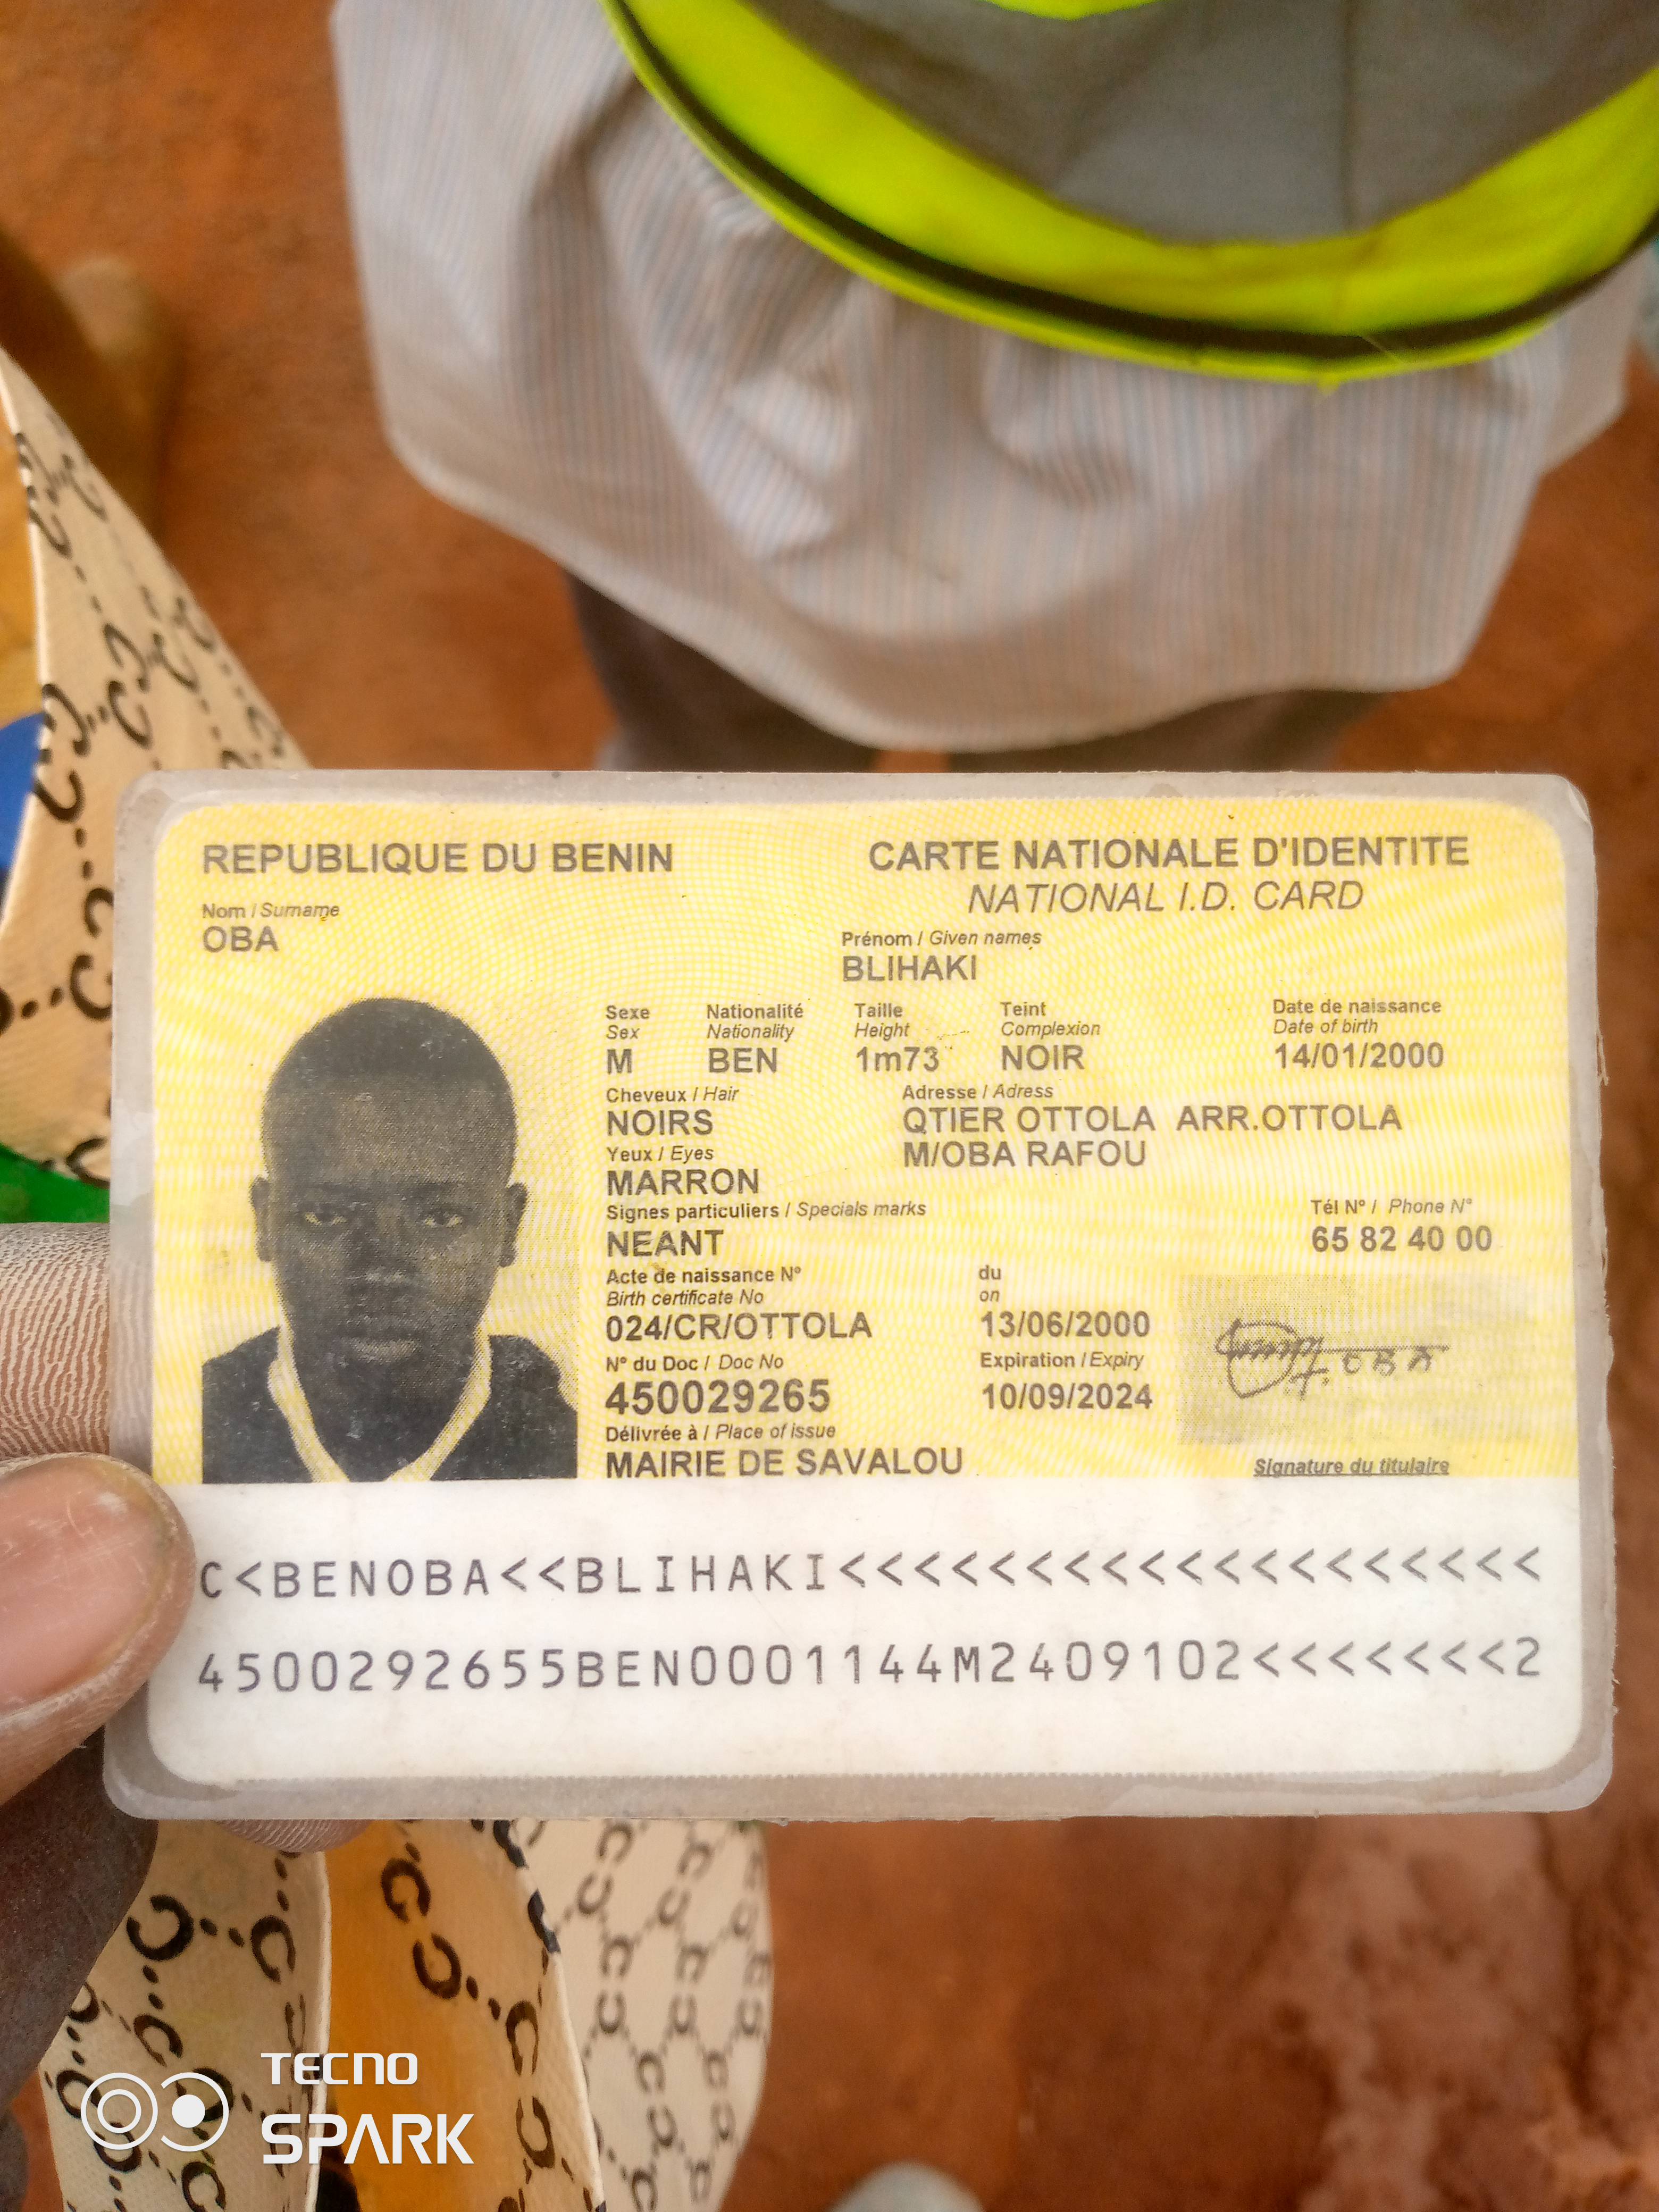 REPUBLIQUE DU BENIN
CARTE NATIONALE D'IDENTITE
NATIONAL I.D. CARD
Nom / Surname
OBA
Prénom / Given names
BLIHAKI
Sexe Nationalité Taille Teint Date de naissance
Sex Nationality Height Complexion Date of birth
M BEN 1m73 NOIR 14/01/2000
Cheveux / Hair Adresse / Adress
NOIRS QTIER OTTOLA ARR.OTTOLA
Yeux / Eyes M/OBA RAFOU
MARRON
Signes particuliers / Specials marks Tél N° / Phone N°
NEANT 65 82 40 00
Acte de naissance N° du
Birth certificate No on
024/CR/OTTOLA 13/06/2000
N° du Doc / Doc No Expiration / Expiry
450029265 10/09/2024
Délivrée à / Place of issue
MAIRIE DE SAVALOU
Signature du titulaire
C<BENOBA<<BLIHAKI<<<<<<<<<<<<<<<<<<<
4500292655BEN0001144M2409102<<<<<<<2
TECNO
SPARK